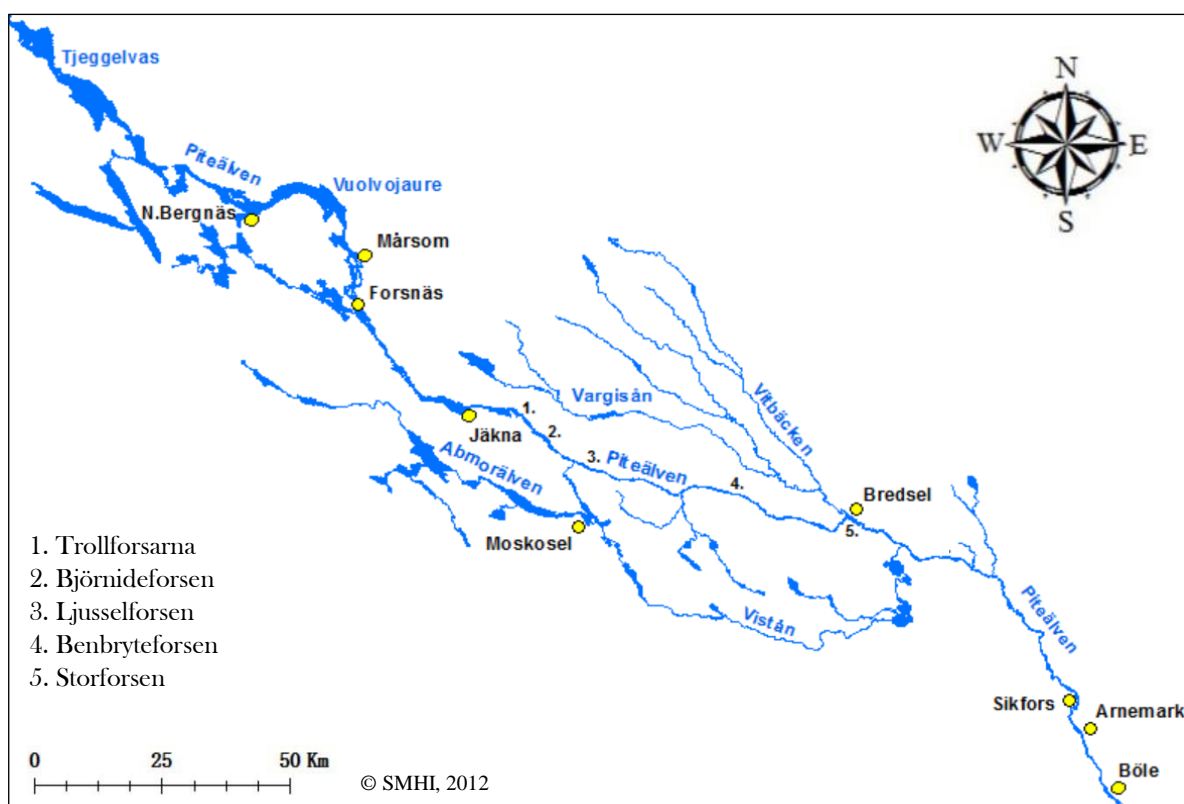 Tjeggelvas
N
W
E
S
Piteälven
Vuolvojaure
N.Bergnäs
Mårsom
Forsnäs
Vargisån
Vitbäcken
1.
Jäkna
2.
3.
Piteälven
Abmorälven
4.
Bredsel
5.
Moskosel
1. Trollforsarna
2. Björnideforsen
3. Ljusselforsen
4. Benbryteforsen
5. Storforsen
Vistån
Piteälven
Sikfors
Arnemark
Böle
0 25 50 Km
© SMHI, 2012